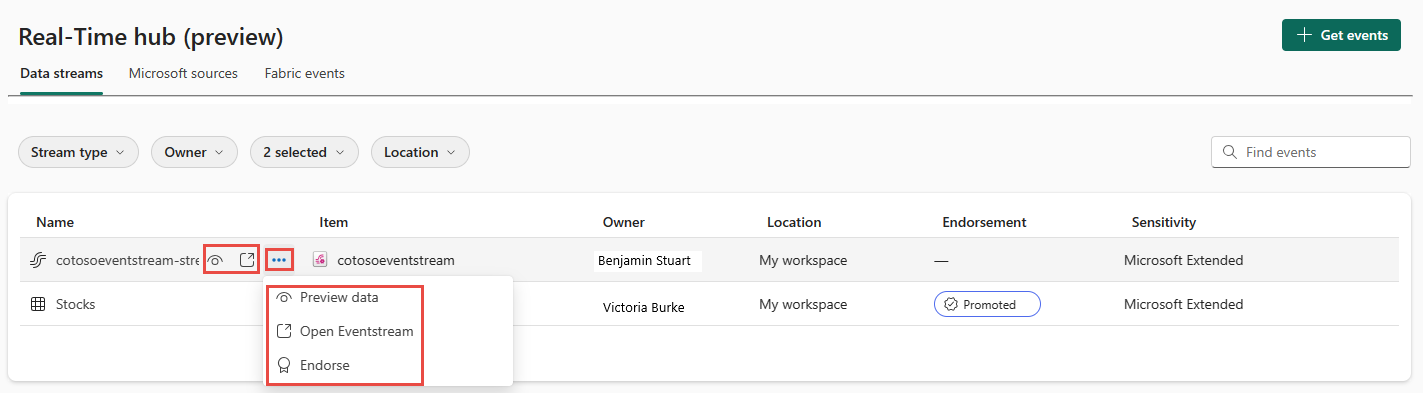 Real-Time hub (preview)
Get events
Data streams Microsoft sources Fabric events
Stream type Owner 2 selected Location Find events
Name Item Owner Location Endorsement Sensitivity
cotosoeventstream-stre cotosoeventstream Benjamin Stuart My workspace — Microsoft Extended
Preview data
Stocks Victoria Burke My workspace Promoted Microsoft Extended
Open Eventstream
Endorse